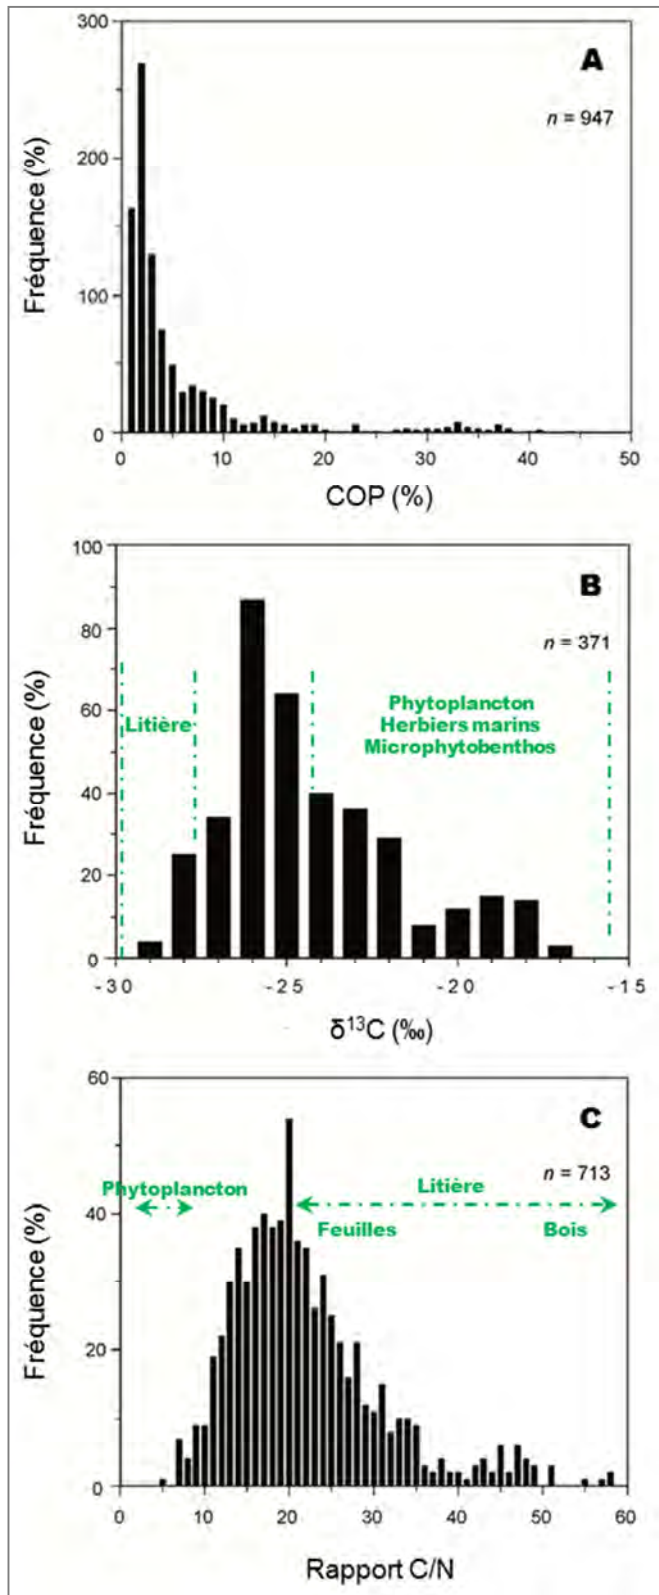 300
A
n = 947
200
Fréquence (%)
100
0
0 10 20 30 40 50
COP (%)
100
B
80
n = 371
Phytoplancton
Litière Herbiers marins
Microphytobenthos
60
Fréquence (%)
40
20
0
-30 -25 -20 -15
δ¹³C (‰)
60
C
n = 713
Phytoplancton Litière
40
Feuilles Bois
Fréquence (%)
20
0
0 10 20 30 40 50 60
Rapport C/N